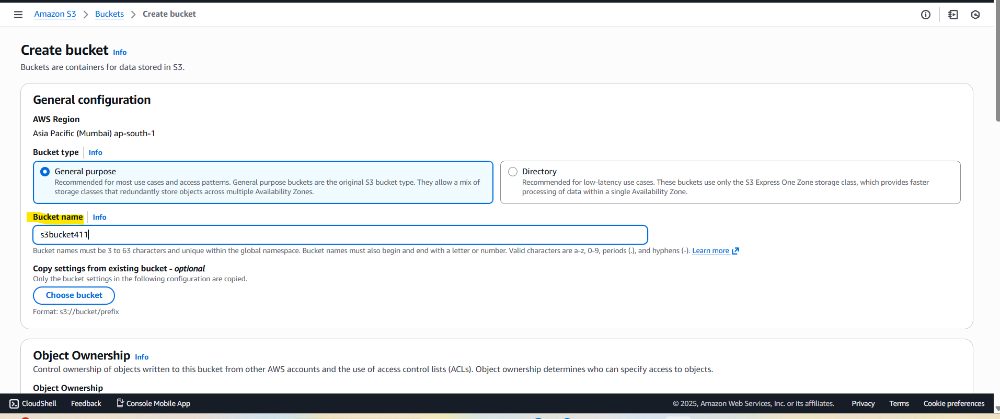 Amazon S3 > Buckets > Create bucket
Create bucket Info
Buckets are containers for data stored in S3.
General configuration
AWS Region
Asia Pacific (Mumbai) ap-south-1
Bucket type Info
General purpose
Recommended for most use cases and access patterns. General purpose buckets are the original S3 bucket type. They allow a mix of
storage classes that redundantly store objects across multiple Availability Zones.
Directory
Recommended for low-latency use cases. These buckets use only the S3 Express One Zone storage class, which provides faster
processing of data within a single Availability Zone.
Bucket name Info
s3bucket411
Bucket names must be 3 to 63 characters and unique within the global namespace. Bucket names must also begin and end with a letter or number. Valid characters are a-z, 0-9, periods (.), and hyphens (-). Learn more
Copy settings from existing bucket - optional
Only the bucket settings in the following configuration are copied.
Choose bucket
Format: s3://bucket/prefix
Object Ownership Info
Control ownership of objects written to this bucket from other AWS accounts and the use of access control lists (ACLs). Object ownership determines who can specify access to objects.
Object Ownership
CloudShell Feedback Console Mobile App © 2025, Amazon Web Services, Inc. or its affiliates. Privacy Terms Cookie preferences